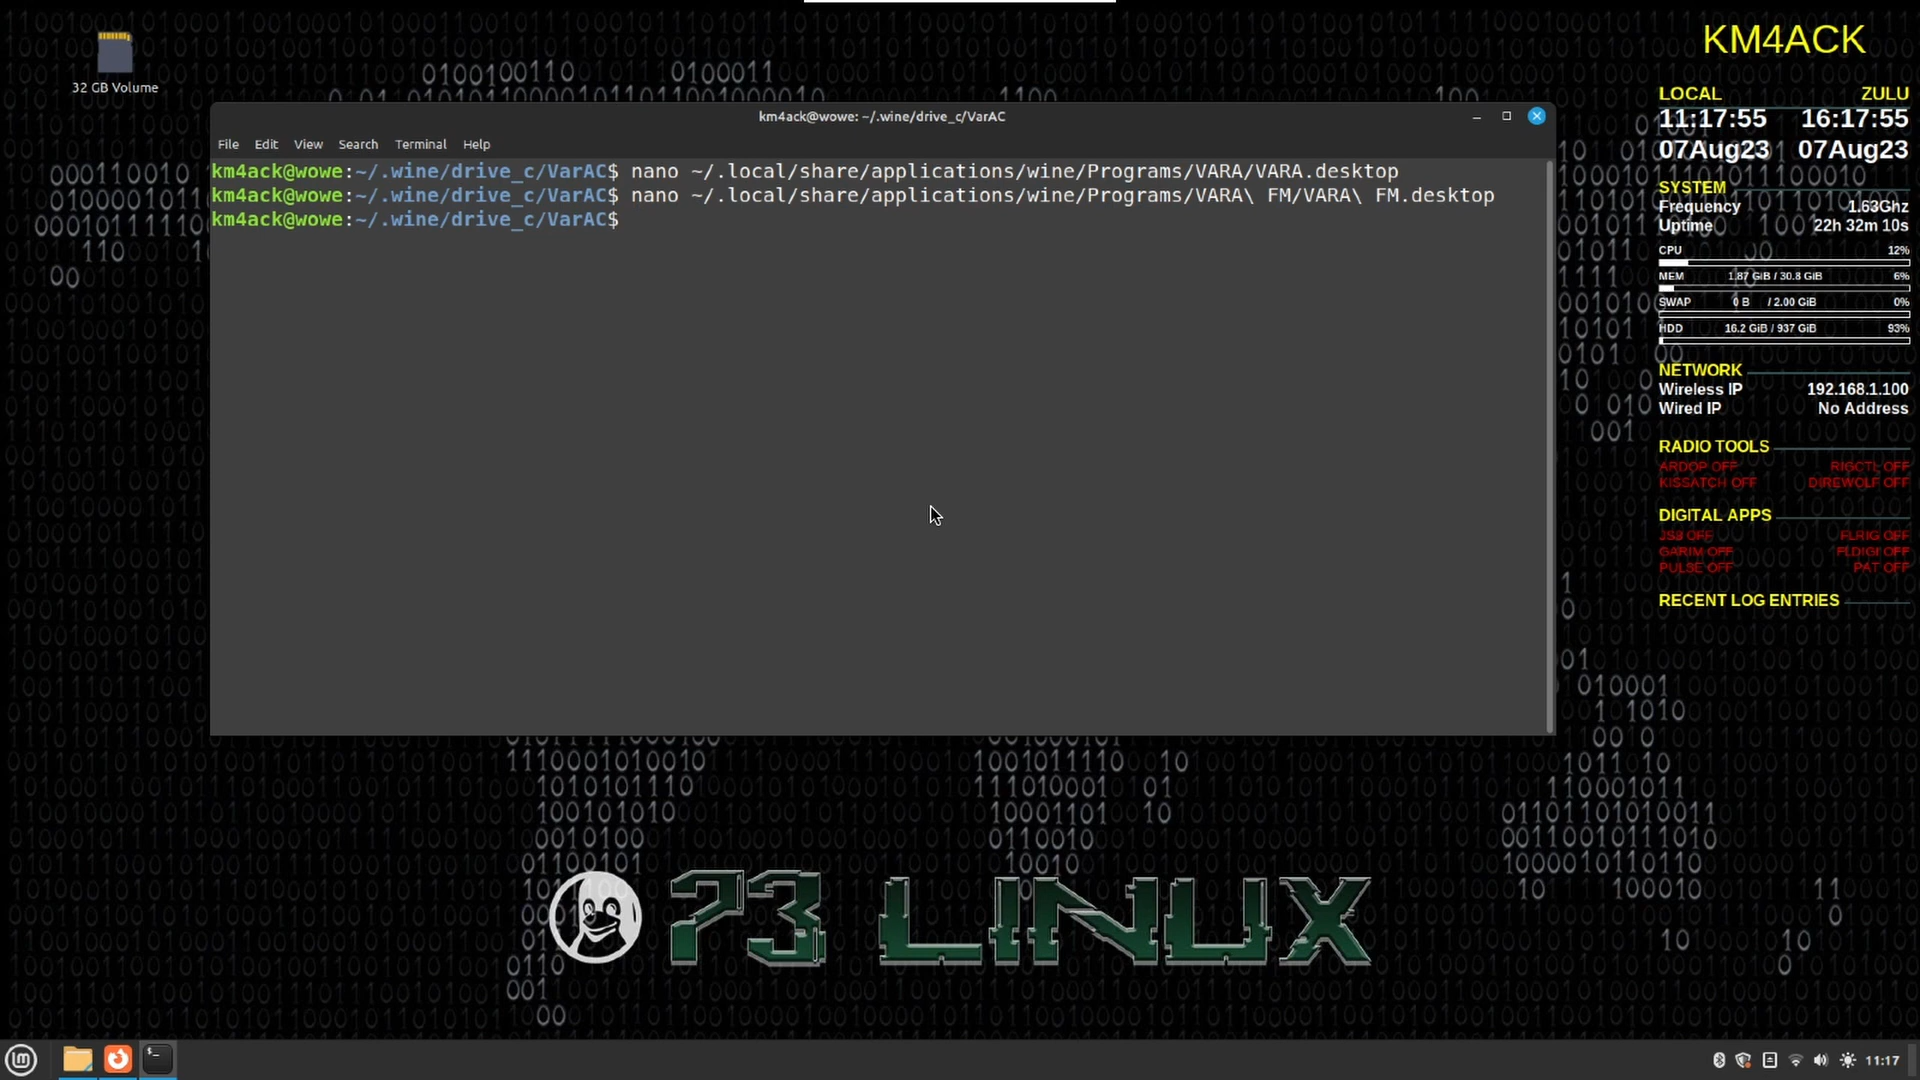 32 GB Volume
km4ack@wowe: ~/.wine/drive_c/VarAC
File Edit View Search Terminal Help
km4ack@wowe:~/.wine/drive_c/VarAC$ nano ~/.local/share/applications/wine/Programs/VARA/VARA.desktop
km4ack@wowe:~/.wine/drive_c/VarAC$ nano ~/.local/share/applications/wine/Programs/VARA\ FM/VARA\ FM.desktop
km4ack@wowe:~/.wine/drive_c/VarAC$
KM4ACK
LOCAL ZULU
11:17:55 16:17:55
07Aug23 07Aug23
SYSTEM
Frequency 1.63Ghz
Uptime 22h 32m 10s
CPU 12%
MEM 1.87 GiB / 30.8 GiB 6%
SWAP 0 B / 2.00 GiB 0%
HDD 16.2 GiB / 937 GiB 93%
NETWORK
Wireless IP 192.168.1.100
Wired IP No Address
RADIO TOOLS
ARDOP OFF RIGCTL OFF
KISSATCH OFF DIREWOLF OFF
DIGITAL APPS
JS8 OFF FLRIG OFF
GARIM OFF FLDIGI OFF
PULSE OFF PAT OFF
RECENT LOG ENTRIES
73 LINUX
11:17